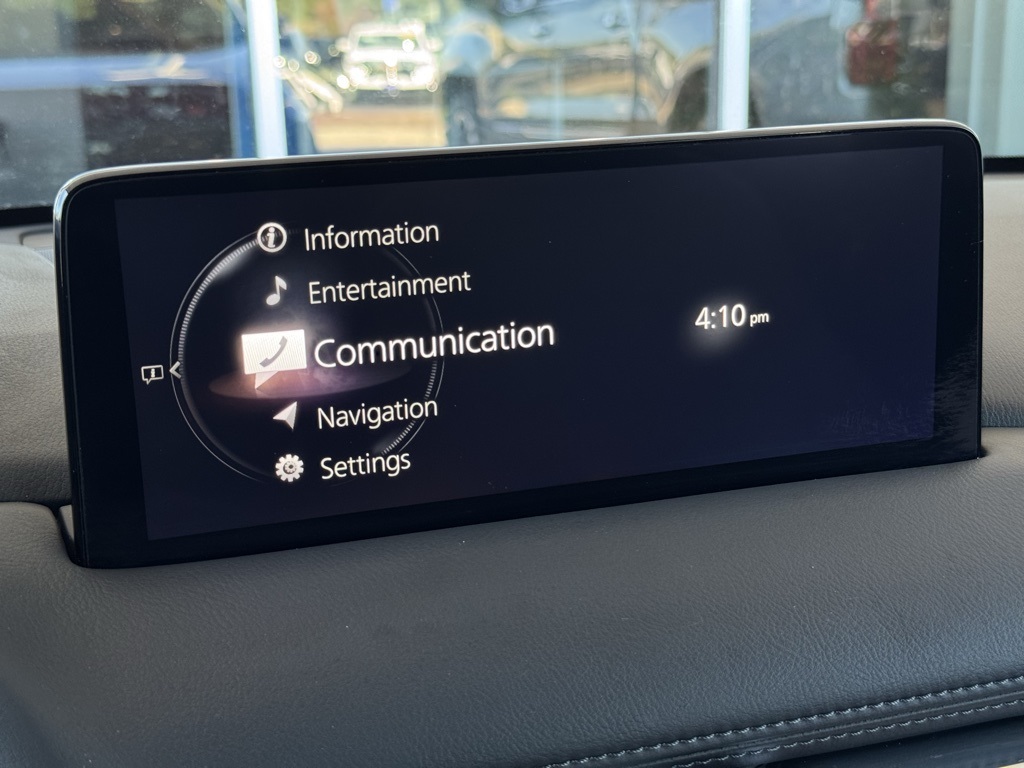 Information
Entertainment
Communication
4:10 pm
Navigation
Settings